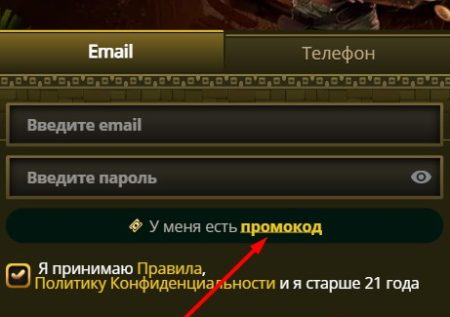 Email
Телефон
Введите email
Введите пароль
У меня есть промокод
Я принимаю Правила,
Политику Конфиденциальности и я старше 21 года